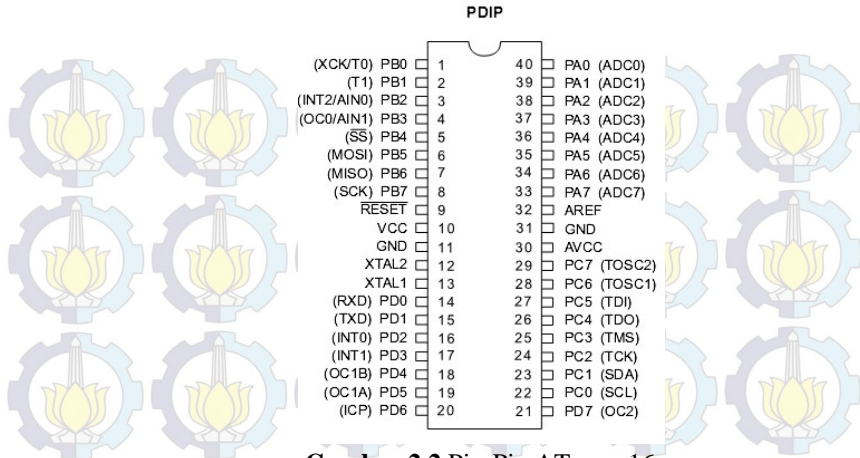 PDIP
(XCK/T0) PB0 1 40 PA0 (ADC0)
(T1) PB1 2 39 PA1 (ADC1)
(INT2/AIN0) PB2 3 38 PA2 (ADC2)
(OC0/AIN1) PB3 4 37 PA3 (ADC3)
(SS) PB4 5 36 PA4 (ADC4)
(MOSI) PB5 6 35 PA5 (ADC5)
(MISO) PB6 7 34 PA6 (ADC6)
(SCK) PB7 8 33 PA7 (ADC7)
RESET 9 32 AREF
VCC 10 31 GND
GND 11 30 AVCC
XTAL2 12 29 PC7 (TOSC2)
XTAL1 13 28 PC6 (TOSC1)
(RXD) PD0 14 27 PC5 (TDI)
(TXD) PD1 15 26 PC4 (TDO)
(INT0) PD2 16 25 PC3 (TMS)
(INT1) PD3 17 24 PC2 (TCK)
(OC1B) PD4 18 23 PC1 (SDA)
(OC1A) PD5 19 22 PC0 (SCL)
(ICP) PD6 20 21 PD7 (OC2)